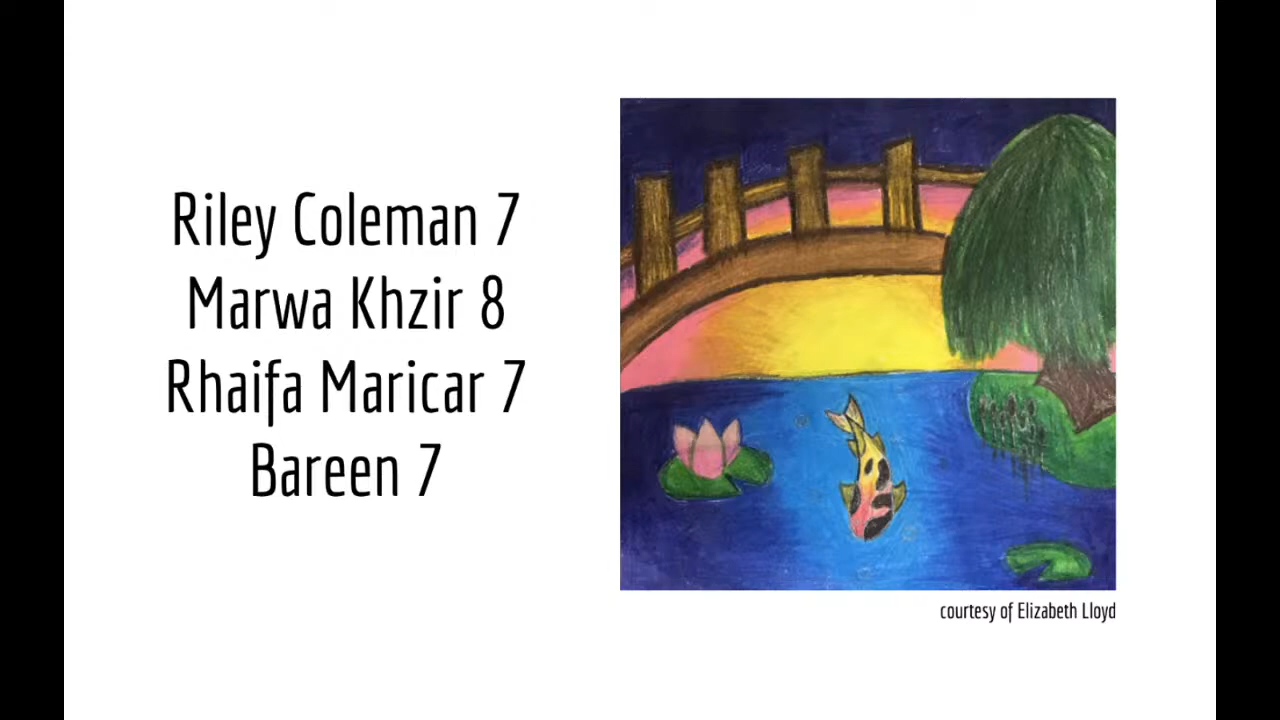 Riley Coleman 7
Marwa Khzir 8
Rhaifa Maricar 7
Bareen 7
courtesy of Elizabeth Lloyd